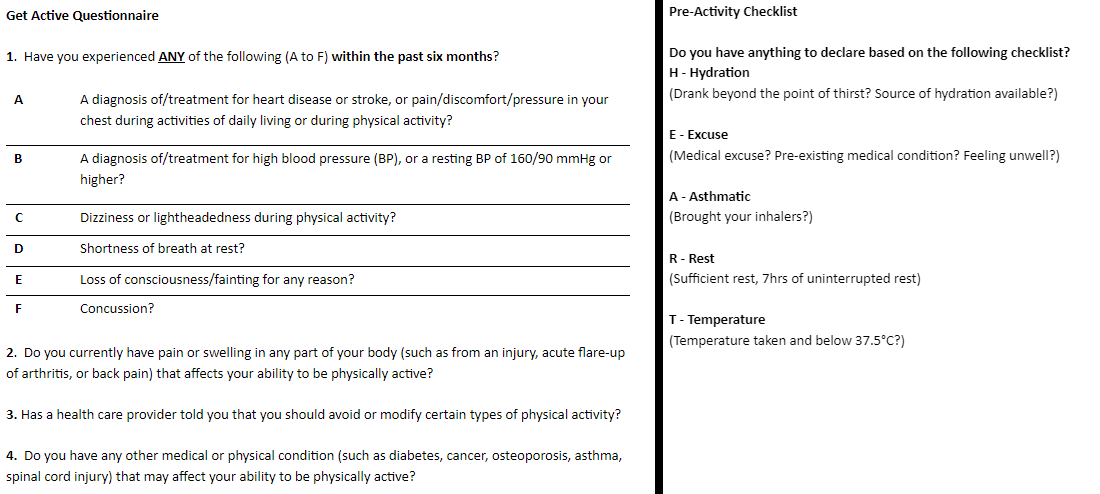 Get Active Questionnaire
1. Have you experienced ANY of the following (A to F) within the past six months?
A A diagnosis of/treatment for heart disease or stroke, or pain/discomfort/pressure in your
chest during activities of daily living or during physical activity?
B A diagnosis of/treatment for high blood pressure (BP), or a resting BP of 160/90 mmHg or
higher?
C Dizziness or lightheadedness during physical activity?
D Shortness of breath at rest?
E Loss of consciousness/fainting for any reason?
F Concussion?
2. Do you currently have pain or swelling in any part of your body (such as from an injury, acute flare-up
of arthritis, or back pain) that affects your ability to be physically active?
3. Has a health care provider told you that you should avoid or modify certain types of physical activity?
4. Do you have any other medical or physical condition (such as diabetes, cancer, osteoporosis, asthma,
spinal cord injury) that may affect your ability to be physically active?
Pre-Activity Checklist
Do you have anything to declare based on the following checklist?
H - Hydration
(Drank beyond the point of thirst? Source of hydration available?)
E - Excuse
(Medical excuse? Pre-existing medical condition? Feeling unwell?)
A - Asthmatic
(Brought your inhalers?)
R - Rest
(Sufficient rest, 7hrs of uninterrupted rest)
T - Temperature
(Temperature taken and below 37.5°C?)